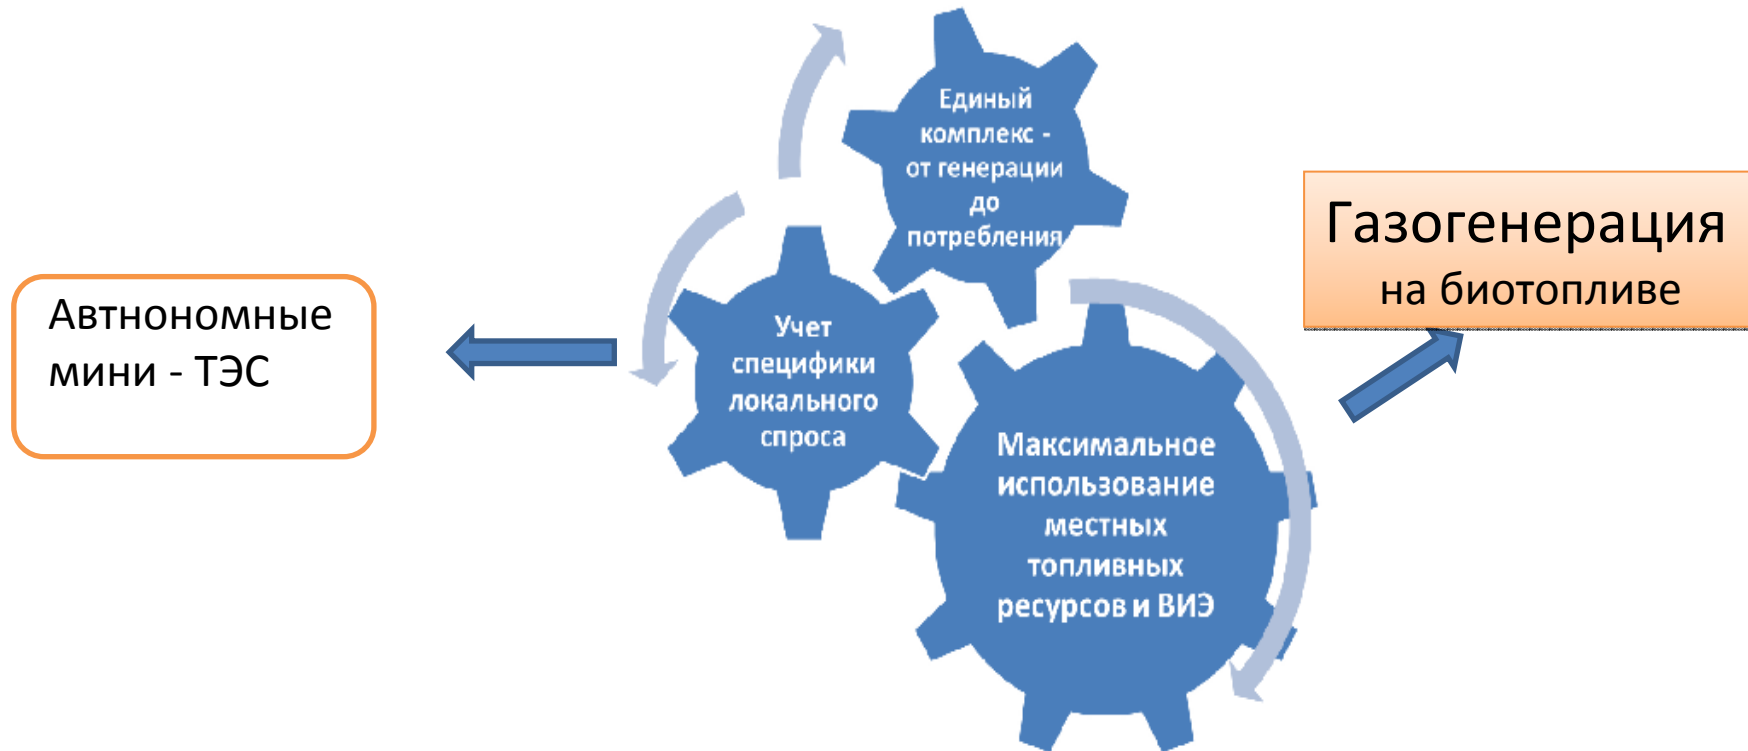 Единый
комплекс -
от генерации
до
потребления
Газогенерация
на биотопливе
Автнономные
мини - ТЭС
Учет
специфики
локального
спроса
Максимальное
использование
местных
топливных
ресурсов и ВИЭ